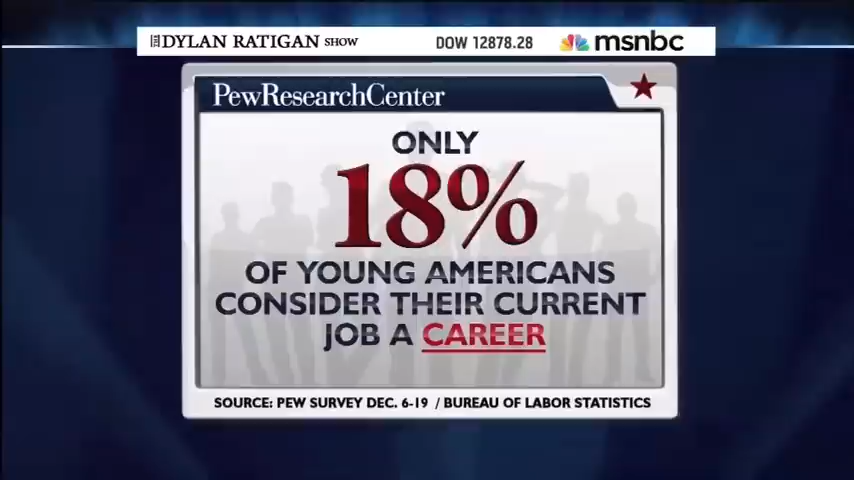 THE DYLAN RATIGAN SHOW DOW 12878.28 msnbc
PewResearchCenter
ONLY
18%
OF YOUNG AMERICANS
CONSIDER THEIR CURRENT
JOB A CAREER
SOURCE: PEW SURVEY DEC. 6-19 / BUREAU OF LABOR STATISTICS